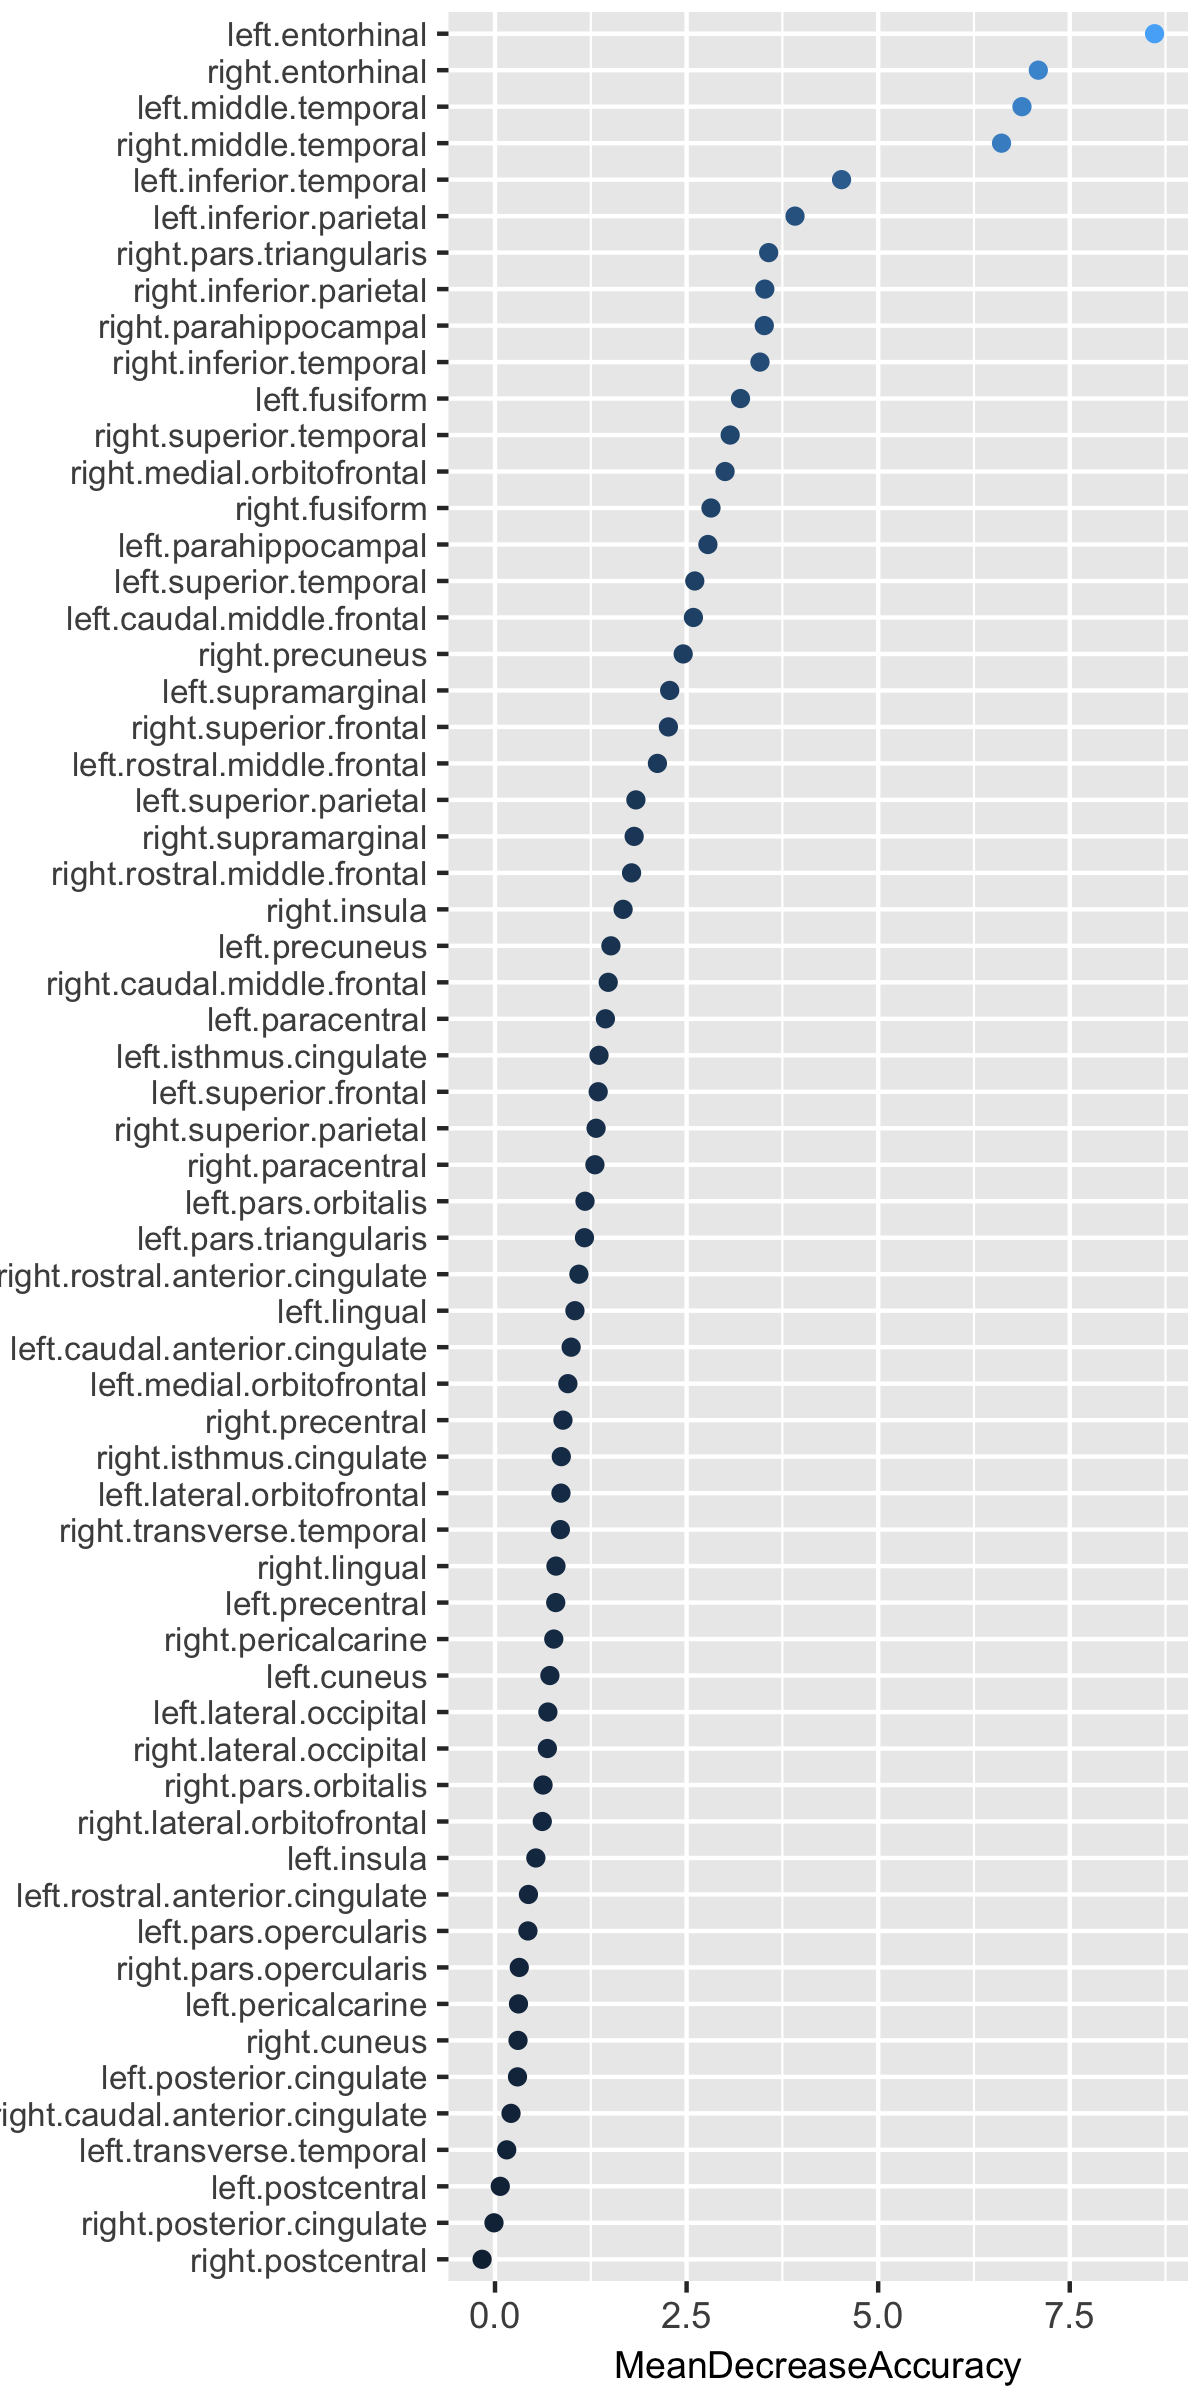 left.entorhinal
right.entorhinal
left.middle.temporal
right.middle.temporal
left.inferior.temporal
left.inferior.parietal
right.pars.triangularis
right.inferior.parietal
right.parahippocampal
right.inferior.temporal
left.fusiform
right.superior.temporal
right.medial.orbitofrontal
right.fusiform
left.parahippocampal
left.superior.temporal
left.caudal.middle.frontal
right.precuneus
left.supramarginal
right.superior.frontal
left.rostral.middle.frontal
left.superior.parietal
right.supramarginal
right.rostral.middle.frontal
right.insula
left.precuneus
right.caudal.middle.frontal
left.paracentral
left.isthmus.cingulate
left.superior.frontal
right.superior.parietal
right.paracentral
left.pars.orbitalis
left.pars.triangularis
right.rostral.anterior.cingulate
left.lingual
left.caudal.anterior.cingulate
left.medial.orbitofrontal
right.precentral
right.isthmus.cingulate
left.lateral.orbitofrontal
right.transverse.temporal
right.lingual
left.precentral
right.pericalcarine
left.cuneus
left.lateral.occipital
right.lateral.occipital
right.pars.orbitalis
right.lateral.orbitofrontal
left.insula
left.rostral.anterior.cingulate
left.pars.opercularis
right.pars.opercularis
left.pericalcarine
right.cuneus
left.posterior.cingulate
ight.caudal.anterior.cingulate
left.transverse.temporal
left.postcentral
right.posterior.cingulate
right.postcentral
0.0 2.5 5.0 7.5
MeanDecreaseAccuracy